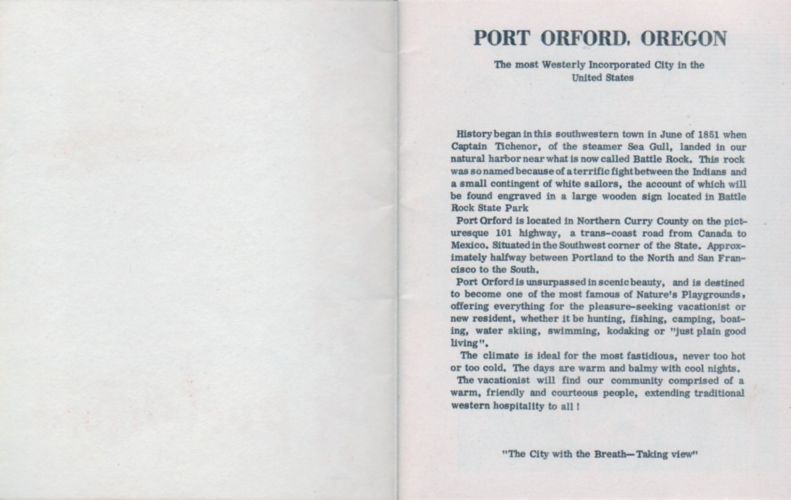 PORT ORFORD, OREGON
The most Westerly Incorporated City in the
United States
History began in this southwestern town in June of 1851 when
Captain Tichenor, of the steamer Sea Gull, landed in our
natural harbor near what is now called Battle Rock. This rock
was so named because of a terrific fight between the Indians and
a small contingent of white sailors, the account of which will
be found engraved in a large wooden sign located in Battle
Rock State Park
Port Orford is located in Northern Curry County on the pict-
uresque 101 highway, a trans-coast road from Canada to
Mexico. Situated in the Southwest corner of the State. Approx-
imately halfway between Portland to the North and San Fran-
cisco to the South.
Port Orford is unsurpassed in scenic beauty, and is destined
to become one of the most famous of Nature's Playgrounds,
offering everything for the pleasure-seeking vacationist or
new resident, whether it be hunting, fishing, camping, boat-
ing, water skiing, swimming, kodaking or "just plain good
living".
The climate is ideal for the most fastidious, never too hot
or too cold. The days are warm and balmy with cool nights.
The vacationist will find our community comprised of a
warm, friendly and courteous people, extending traditional
western hospitality to all !
"The City with the Breath-Taking view"